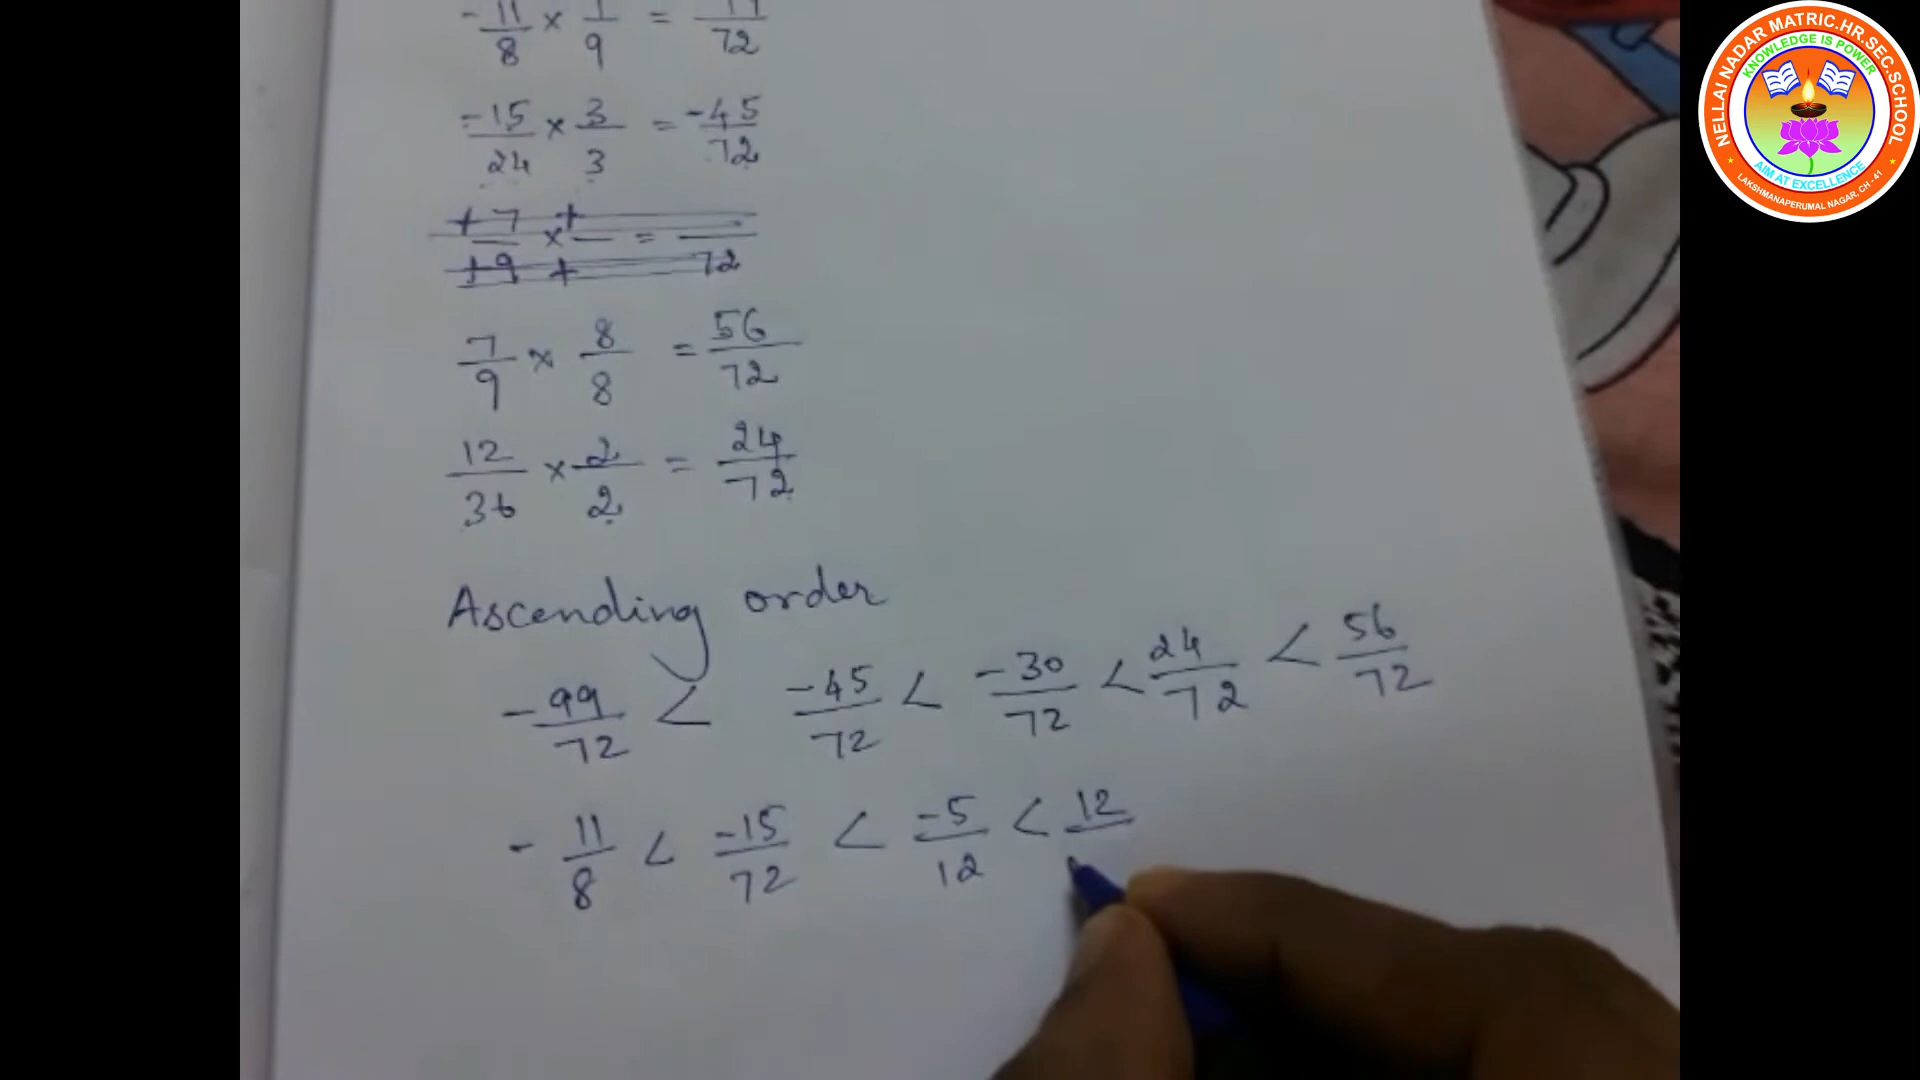 -11/8 × 1/9 = /72
-15/24 × 3/3 = -45/72
+7/+9 × +/+ = /72
7/9 × 8/8 = 56/72
12/36 × 2/2 = 24/72
Ascending order
-99/72 < -45/72 < -30/72 < 24/72 < 56/72
-11/8 < -15/72 < -5/12 < 12/
NELLAI NADAR MATRIC.HR.SEC.SCHOOL
KNOWLEDGE IS POWER
AIM AT EXCELLENCE
LAKSHMANAPERUMAL NAGAR, CH - 41